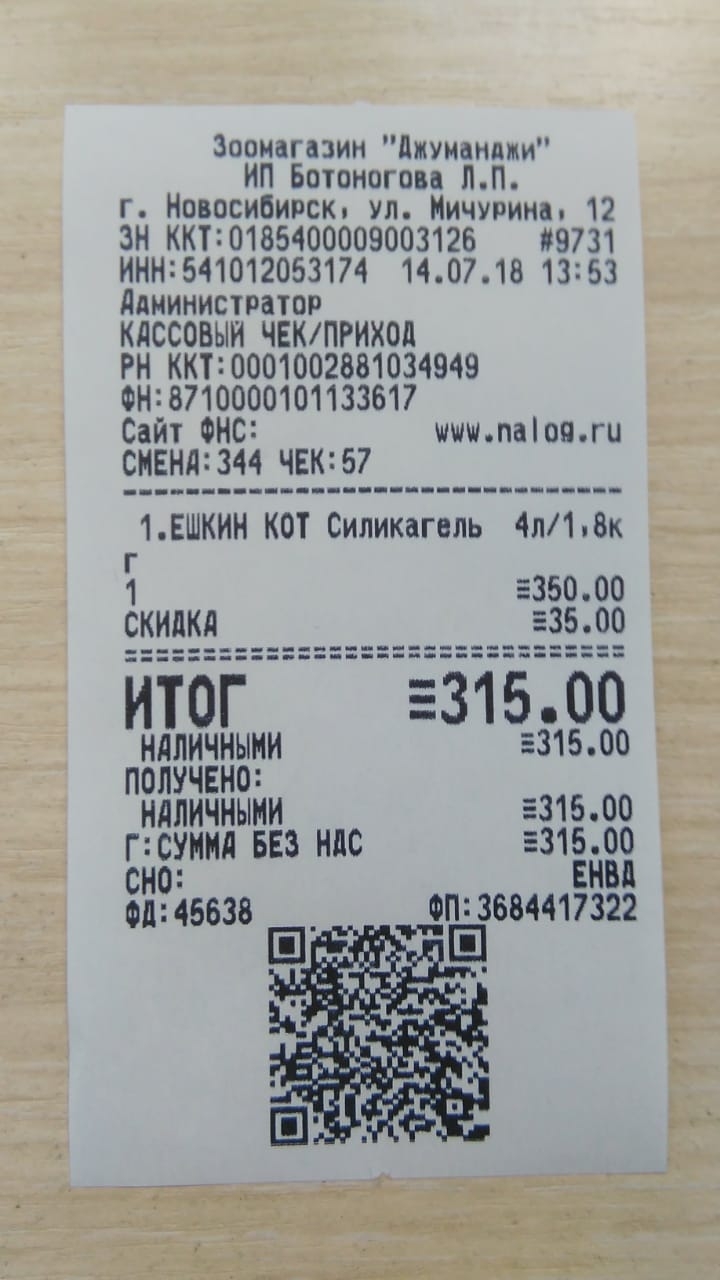 Зоомагазин "Джуманджи"
ИП Ботоногова Л.П.
г. Новосибирск, ул. Мичурина, 12
ЗН ККТ:0185400009003126 #9731
ИНН:541012053174 14.07.18 13:53
Администратор
КАССОВЫЙ ЧЕК/ПРИХОД
РН ККТ:0001002881034949
ФН:8710000101133617
Сайт ФНС: www.nalog.ru
СМЕНА:344 ЧЕК:57
1.ЕШКИН КОТ Силикагель 4л/1,8к
г
1 ≡350.00
СКИДКА ≡35.00
ИТОГ ≡315.00
НАЛИЧНЫМИ ≡315.00
ПОЛУЧЕНО:
НАЛИЧНЫМИ ≡315.00
Г:СУММА БЕЗ НДС ≡315.00
СНО: ЕНВД
ФД:45638 ФП:3684417322